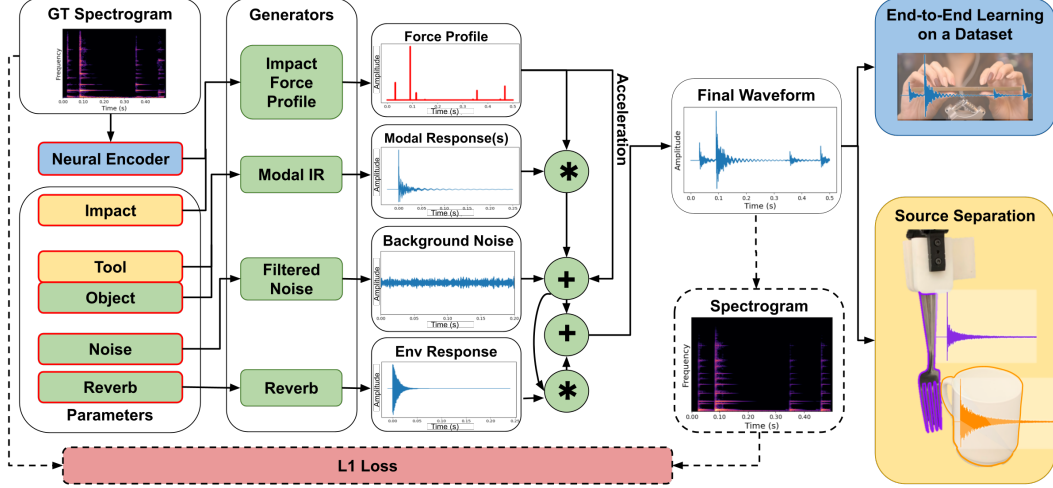 GT Spectrogram
Frequency
0.00 0.10 0.20 0.30 0.40
Time (s)
Neural Encoder
Impact
Tool
Object
Noise
Reverb
Parameters
Generators
Impact
Force
Profile
Modal IR
Filtered
Noise
Reverb
Force Profile
Amplitude
0.0 0.1 0.2 0.3 0.4 0.5
Time (s)
Modal Response(s)
Amplitude
0.00 0.05 0.10 0.15 0.20 0.25
Time (s)
Background Noise
Amplitude
0.00 0.05 0.10 0.15 0.20
Time (s)
Env Response
Amplitude
0.00 0.05 0.10 0.15 0.20 0.25
Time (s)
Acceleration
*
+
+
*
Final Waveform
Amplitude
0.0 0.1 0.2 0.3 0.4 0.5
Time (s)
Spectrogram
Frequency
0.00 0.10 0.20 0.30 0.40 0.50
Time (s)
L1 Loss
End-to-End Learning
on a Dataset
Source Separation